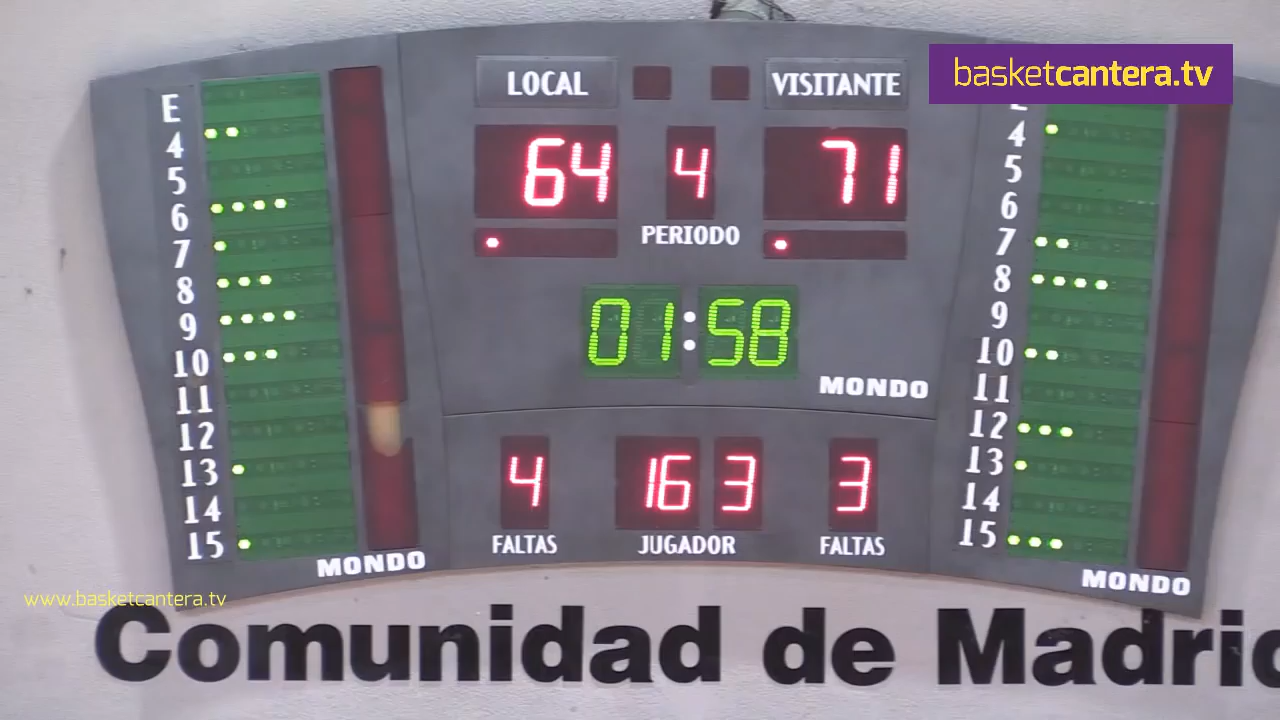 basketcantera.tv
LOCAL VISITANTE
64 4 71
PERIODO
01:58
MONDO
4 16 3 3
FALTAS JUGADOR FALTAS
E
4
5
6
7
8
9
10
11
12
13
14
15
MONDO
E
4
5
6
7
8
9
10
11
12
13
14
15
MONDO
www.basketcantera.tv
Comunidad de Madrid